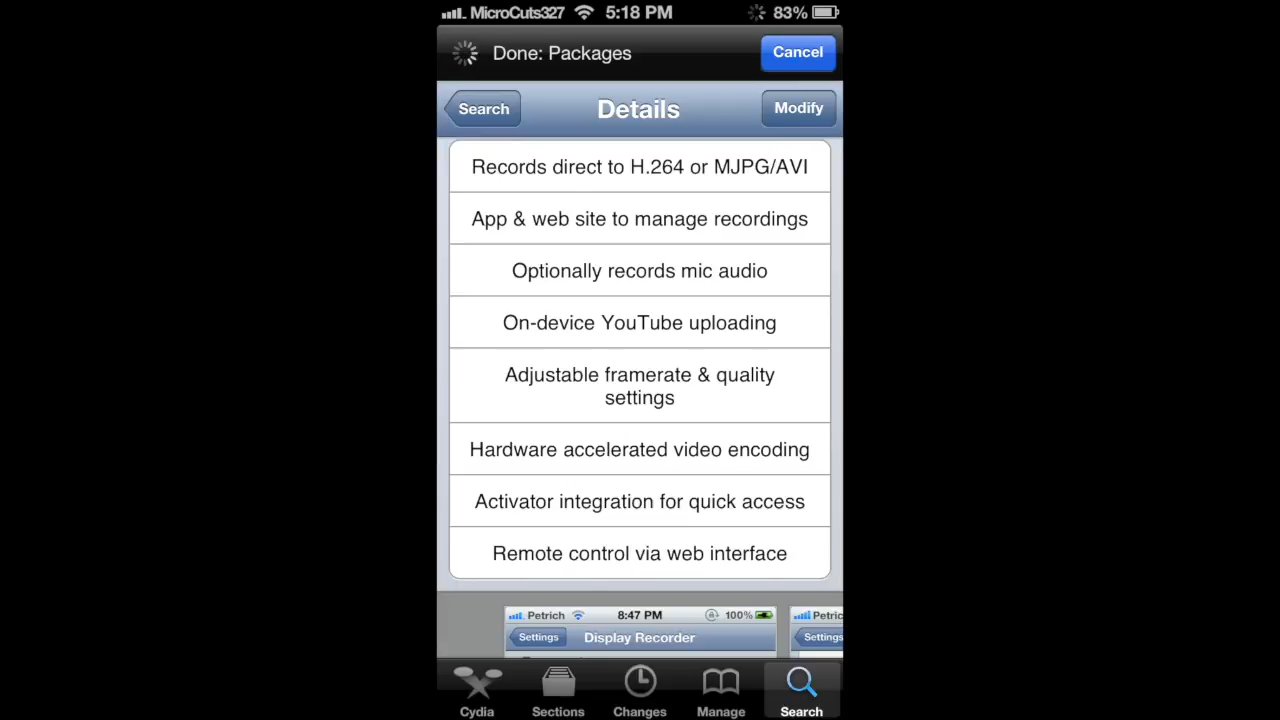 MicroCuts327 5:18 PM 83%
Done: Packages Cancel
Search Details Modify
Records direct to H.264 or MJPG/AVI
App & web site to manage recordings
Optionally records mic audio
On-device YouTube uploading
Adjustable framerate & quality
settings
Hardware accelerated video encoding
Activator integration for quick access
Remote control via web interface
Petrich 8:47 PM 100% Petric
Settings Display Recorder Settings
Cydia Sections Changes Manage Search